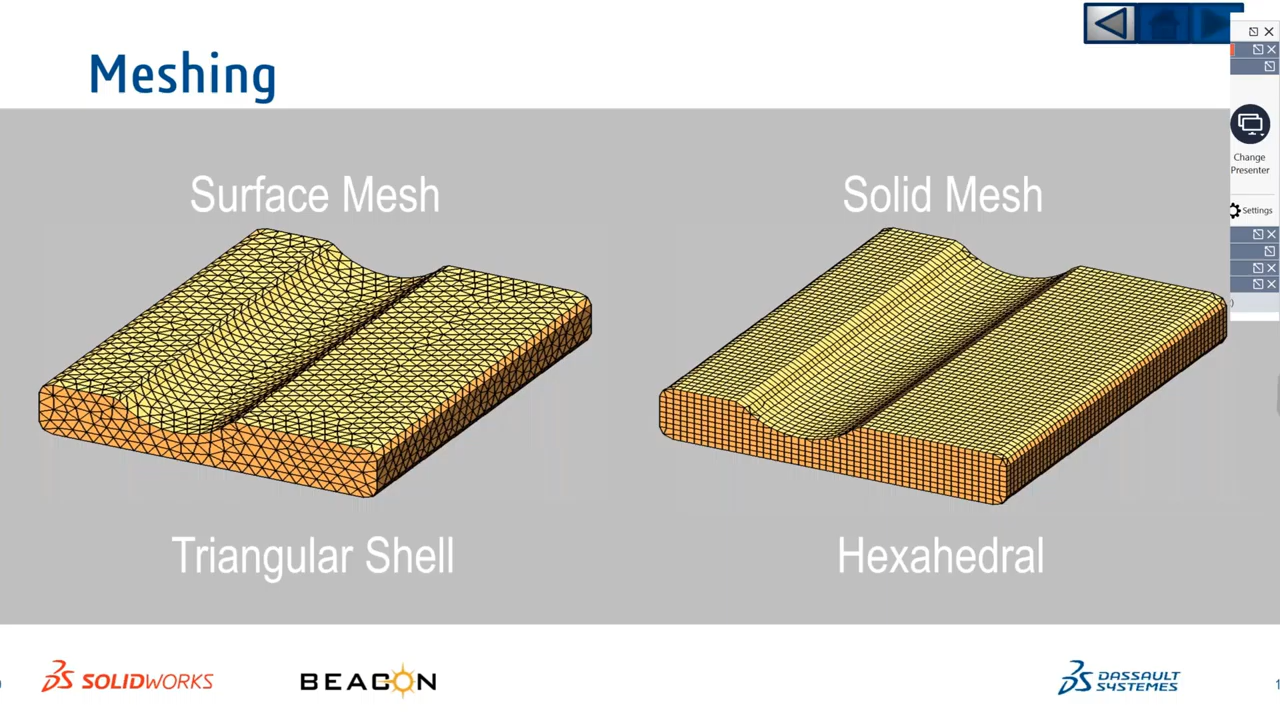 Meshing
Change
Presenter
Settings
Surface Mesh
Solid Mesh
Triangular Shell
Hexahedral
SOLIDWORKS
BEACON
DASSAULT
SYSTEMES